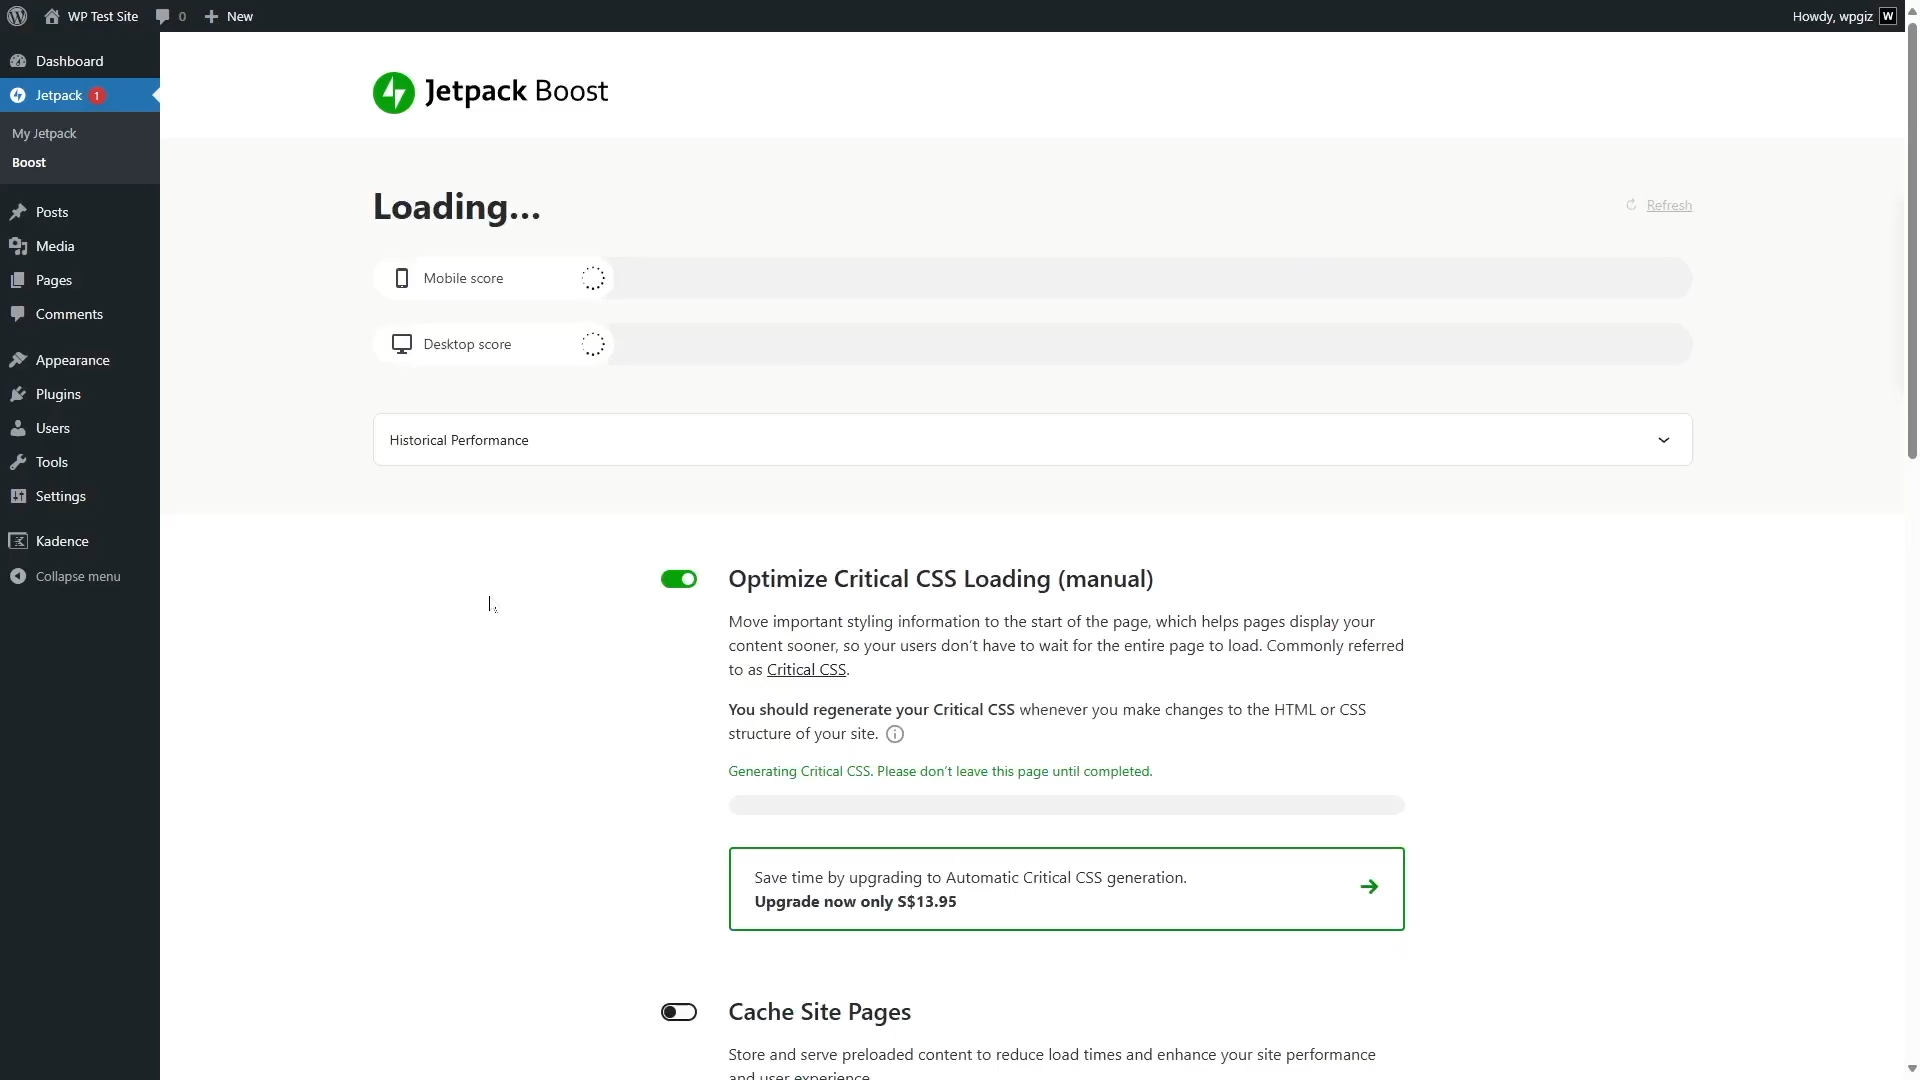 WP Test Site
0
New
Howdy, wpgiz
W
Dashboard
Jetpack 1
My Jetpack
Boost
Posts
Media
Pages
Comments
Appearance
Plugins
Users
Tools
Settings
Kadence
Collapse menu
Jetpack Boost
Loading…
Refresh
Mobile score
Desktop score
Historical Performance
Optimize Critical CSS Loading (manual)
Move important styling information to the start of the page, which helps pages display your
content sooner, so your users don’t have to wait for the entire page to load. Commonly referred
to as Critical CSS.
You should regenerate your Critical CSS whenever you make changes to the HTML or CSS
structure of your site.
Generating Critical CSS. Please don’t leave this page until completed.
Save time by upgrading to Automatic Critical CSS generation.
Upgrade now only S$13.95
Cache Site Pages
Store and serve preloaded content to reduce load times and enhance your site performance
and user experience.